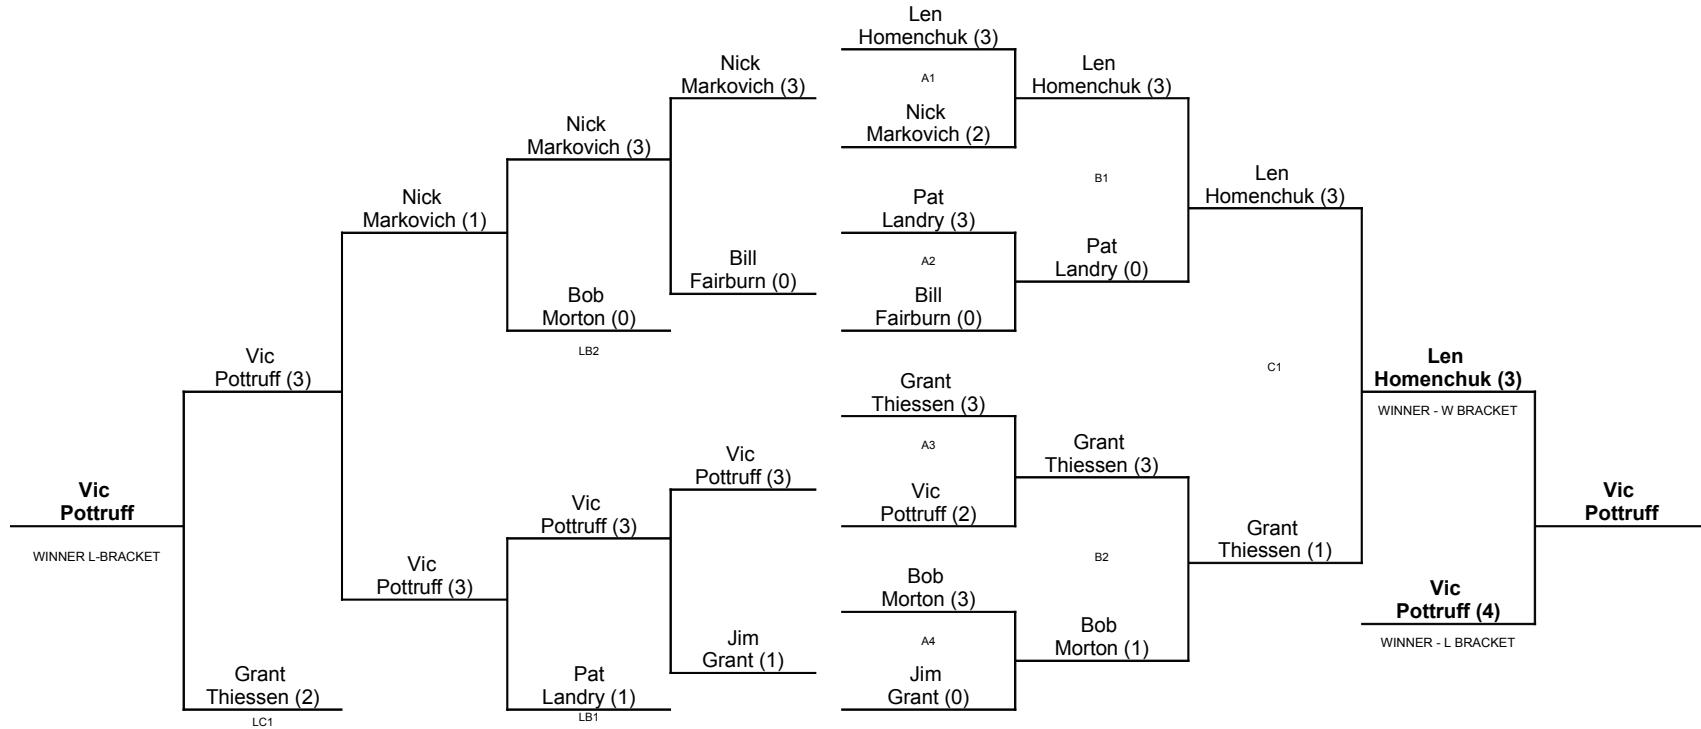 Len
Homenchuk (3)
A1
Nick
Markovich (2)
Pat
Landry (3)
A2
Bill
Fairburn (0)
Grant
Thiessen (3)
A3
Vic
Pottruff (2)
Bob
Morton (3)
A4
Jim
Grant (0)
Len
Homenchuk (3)
B1
Pat
Landry (0)
Grant
Thiessen (3)
B2
Bob
Morton (1)
Len
Homenchuk (3)
C1
Grant
Thiessen (1)
Len
Homenchuk (3)
WINNER - W BRACKET
Vic
Pottruff (4)
WINNER - L BRACKET
Vic
Pottruff
Nick
Markovich (3)
Bill
Fairburn (0)
Vic
Pottruff (3)
Jim
Grant (1)
Nick
Markovich (3)
Bob
Morton (0)
LB2
Vic
Pottruff (3)
Pat
Landry (1)
LB1
Nick
Markovich (1)
Vic
Pottruff (3)
Vic
Pottruff (3)
Grant
Thiessen (2)
LC1
Vic
Pottruff
WINNER L-BRACKET